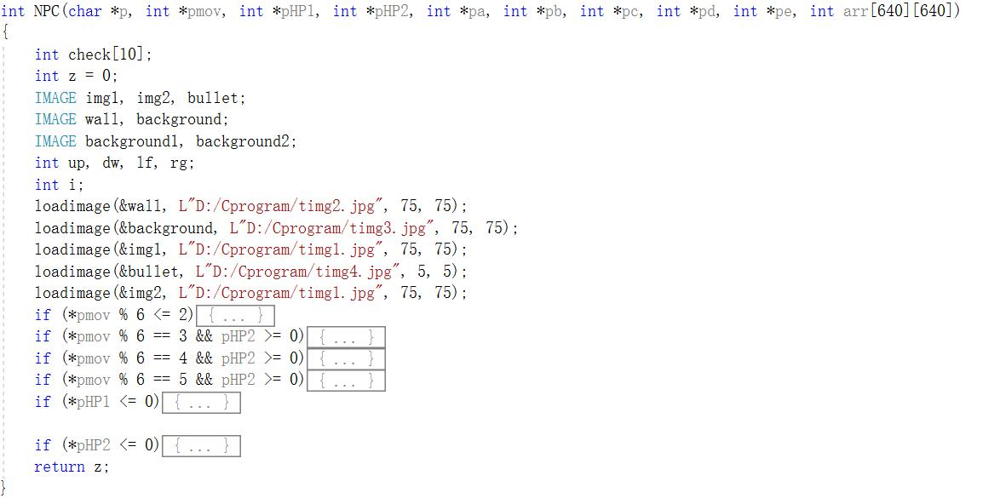 int NPC(char *p, int *pmov, int *pHP1, int *pHP2, int *pa, int *pb, int *pc, int *pd, int *pe, int arr[640][640])
{
int check[10];
int z = 0;
IMAGE img1, img2, bullet;
IMAGE wall, background;
IMAGE background1, background2;
int up, dw, lf, rg;
int i;
loadimage(&wall, L"D:/Cprogram/timg2.jpg", 75, 75);
loadimage(&background, L"D:/Cprogram/timg3.jpg", 75, 75);
loadimage(&img1, L"D:/Cprogram/timg1.jpg", 75, 75);
loadimage(&bullet, L"D:/Cprogram/timg4.jpg", 5, 5);
loadimage(&img2, L"D:/Cprogram/timg1.jpg", 75, 75);
if (*pmov % 6 <= 2) { ... }
if (*pmov % 6 == 3 && pHP2 >= 0) { ... }
if (*pmov % 6 == 4 && pHP2 >= 0) { ... }
if (*pmov % 6 == 5 && pHP2 >= 0) { ... }
if (*pHP1 <= 0) { ... }
if (*pHP2 <= 0) { ... }
return z;
}